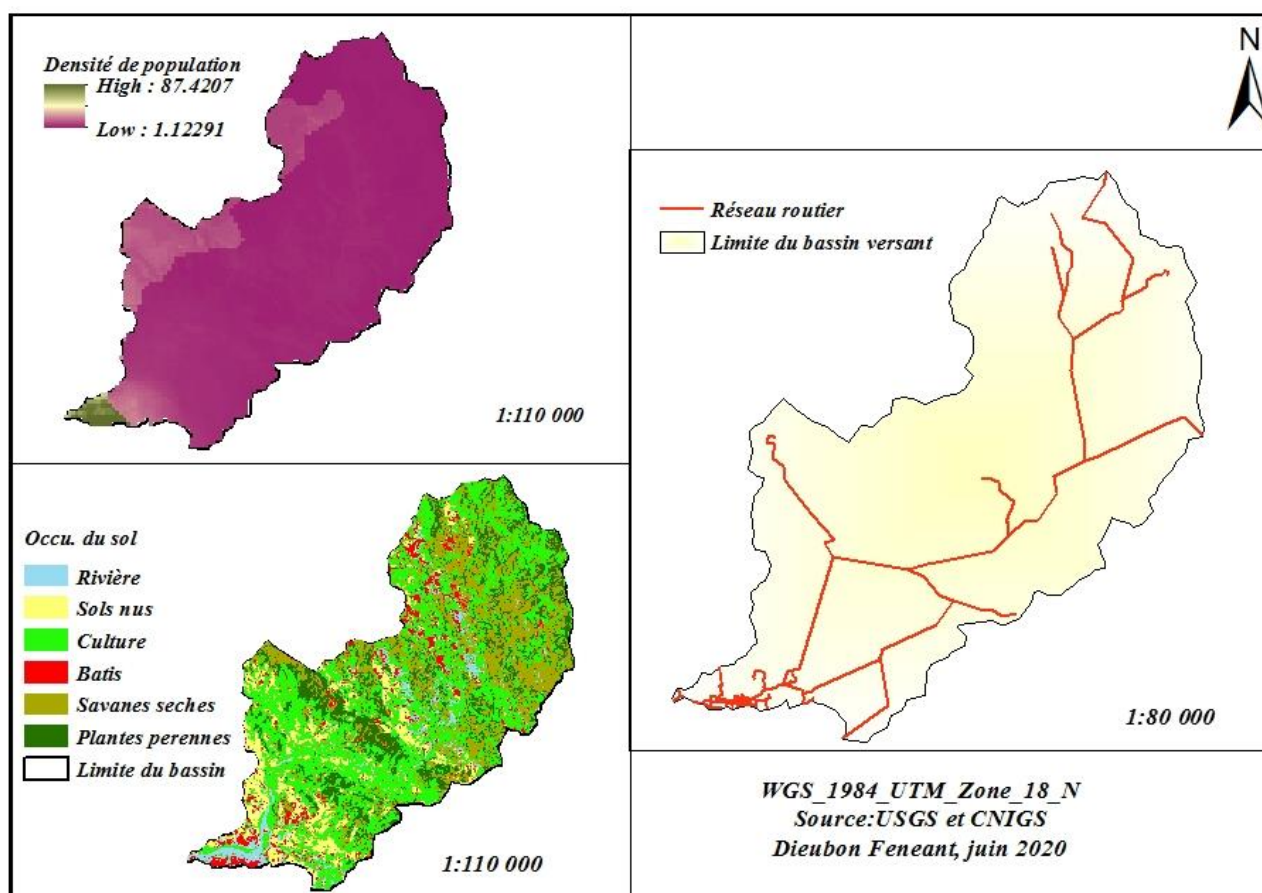 Densité de population
High : 87.4207
Low : 1.12291
1:110 000
N
Réseau routier
Limite du bassin versant
1:80 000
Occu. du sol
Rivière
Sols nus
Culture
Batis
Savanes seches
Plantes perennes
Limite du bassin
1:110 000
WGS_1984_UTM_Zone_18_N
Source:USGS et CNIGS
Dieubon Feneant, juin 2020